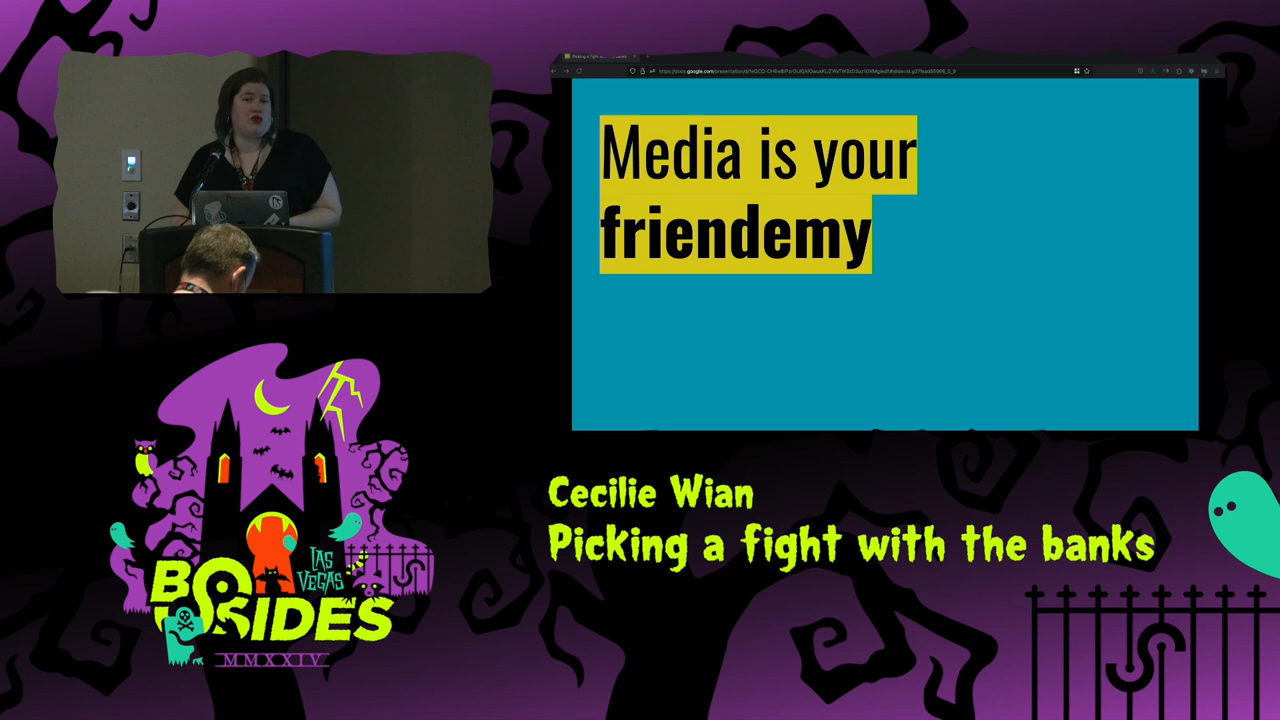 Media is your
friendemy
Cecilie Wian
Picking a fight with the banks
LAS
VEGAS
BSIDES
MMXXIV